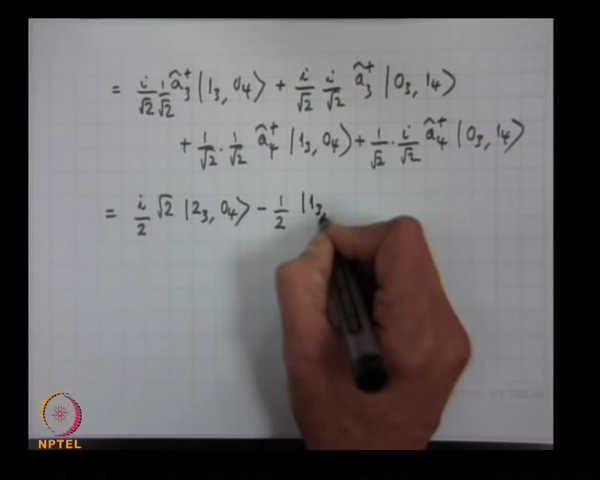 = i/√2 1/√2 â₃† |1₃, 0₄⟩ + i/√2 i/√2 â₃† |0₃, 1₄⟩
+ 1/√2 · 1/√2 â₄† |1₃, 0₄⟩ + 1/√2 · i/√2 â₄† |0₃, 1₄⟩
= i/2 √2 |2₃, 0₄⟩ − 1/2 |1₃,
NPTEL